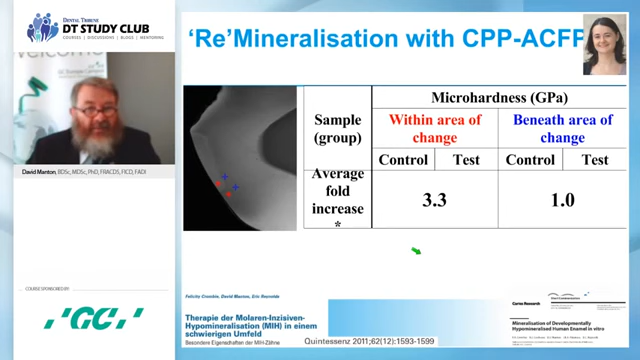 DENTAL TRIBUNE
DT STUDY CLUB
COURSES | DISCUSSIONS | BLOGS | MENTORING
‘Re’Mineralisation with CPP-ACFP
David Manton, BDSc, MDSc, PhD, FRACDS, FICD, FADI
COURSE SPONSORED BY
GC
Microhardness (GPa)
Sample
(group)
Within area of
change
Beneath area of
change
Control Test Control Test
Average
fold
increase
*
3.3 1.0
Felicity Crombie, David Manton, Eric Reynolds
Therapie der Molaren-Inzisiven-
Hypomineralisation (MIH) in einem
schwierigen Umfeld
Besondere Eigenschaften der MIH-Zähne
Quintessenz 2011;62(12):1593-1599
Mineralisation of Developmentally
Hypomineralised Human Enamel in vitro